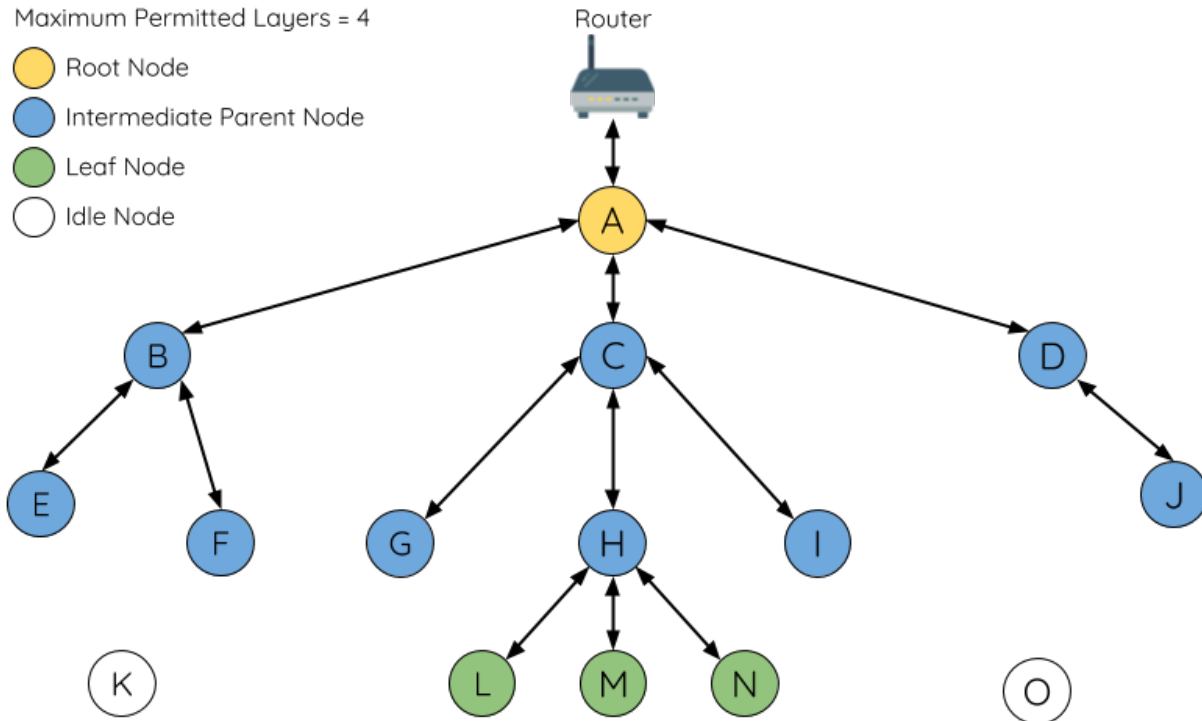 Maximum Permitted Layers = 4
Router
Root Node
Intermediate Parent Node
Leaf Node
Idle Node
A
B
C
D
E
F
G
H
I
J
K
L
M
N
O